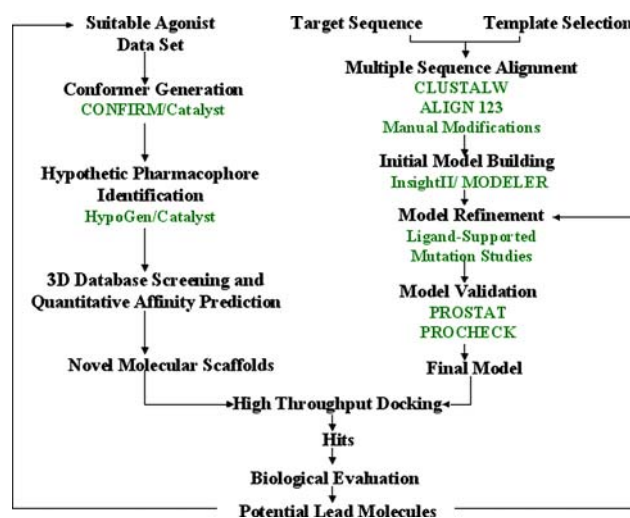 Suitable Agonist
Data Set
Conformer Generation
CONFIRM/Catalyst
Hypothetic Pharmacophore
Identification
HypoGen/Catalyst
3D Database Screening and
Quantitative Affinity Prediction
Novel Molecular Scaffolds
Target Sequence
Template Selection
Multiple Sequence Alignment
CLUSTALW
ALIGN 123
Manual Modifications
Initial Model Building
InsightII/ MODELER
Model Refinement
Ligand-Supported
Mutation Studies
Model Validation
PROSTAT
PROCHECK
Final Model
High Throughput Docking
Hits
Biological Evaluation
Potential Lead Molecules